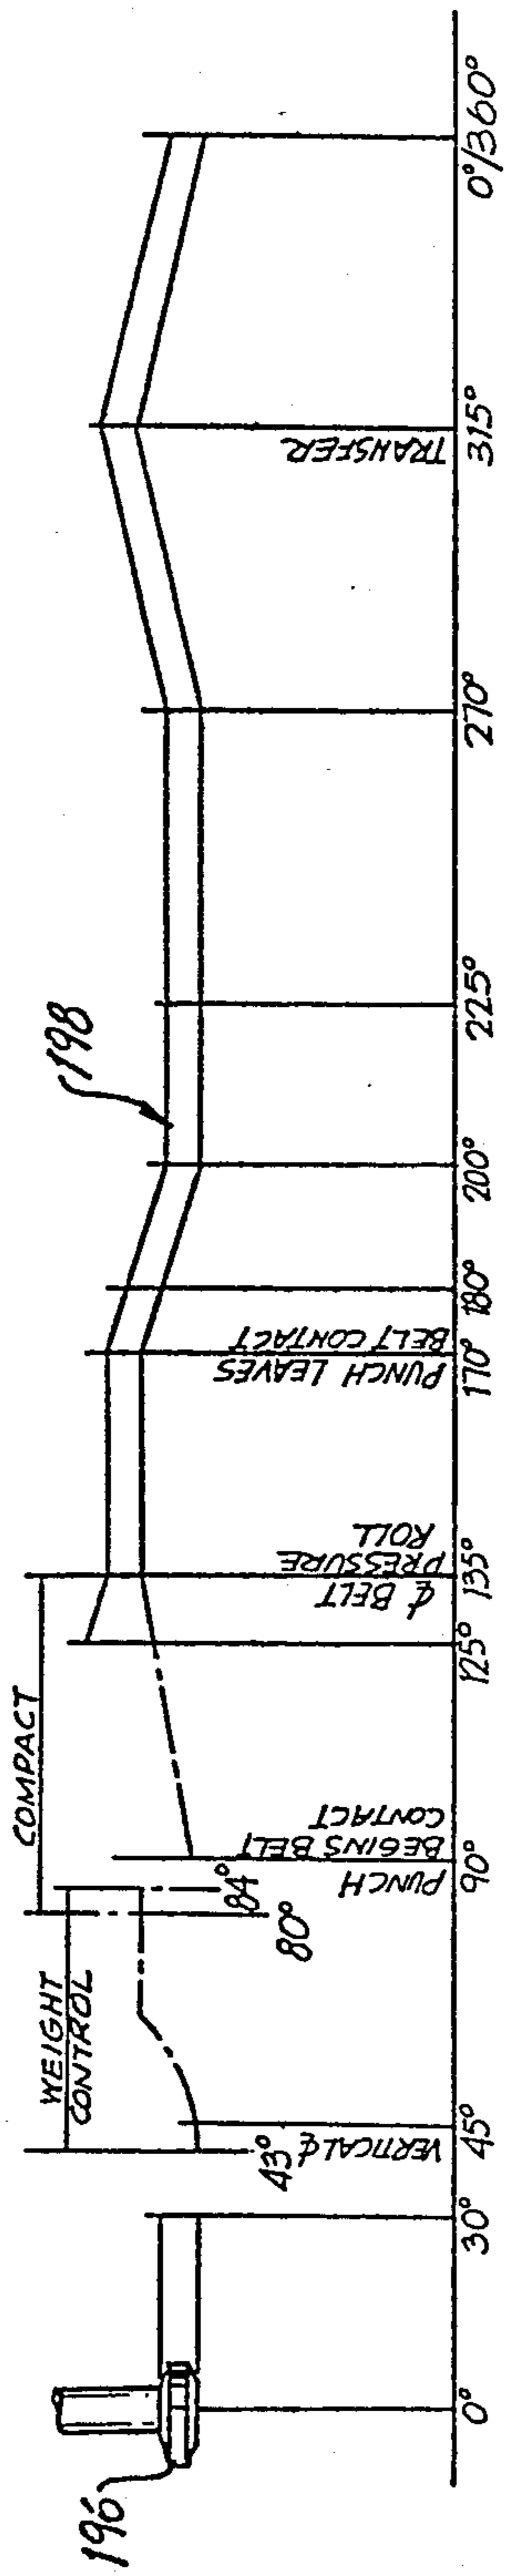 196
WEIGHT
CONTROL
COMPACT
198
43°
80°
84°
VERTICAL ℄
PUNCH
BEGINS BELT
CONTACT
℄ BELT
PRESSURE
ROLL
PUNCH LEAVES
BELT CONTACT
TRANSFER
0°
30°
45°
90°
125°
135°
170°
180°
200°
225°
270°
315°
0°/360°